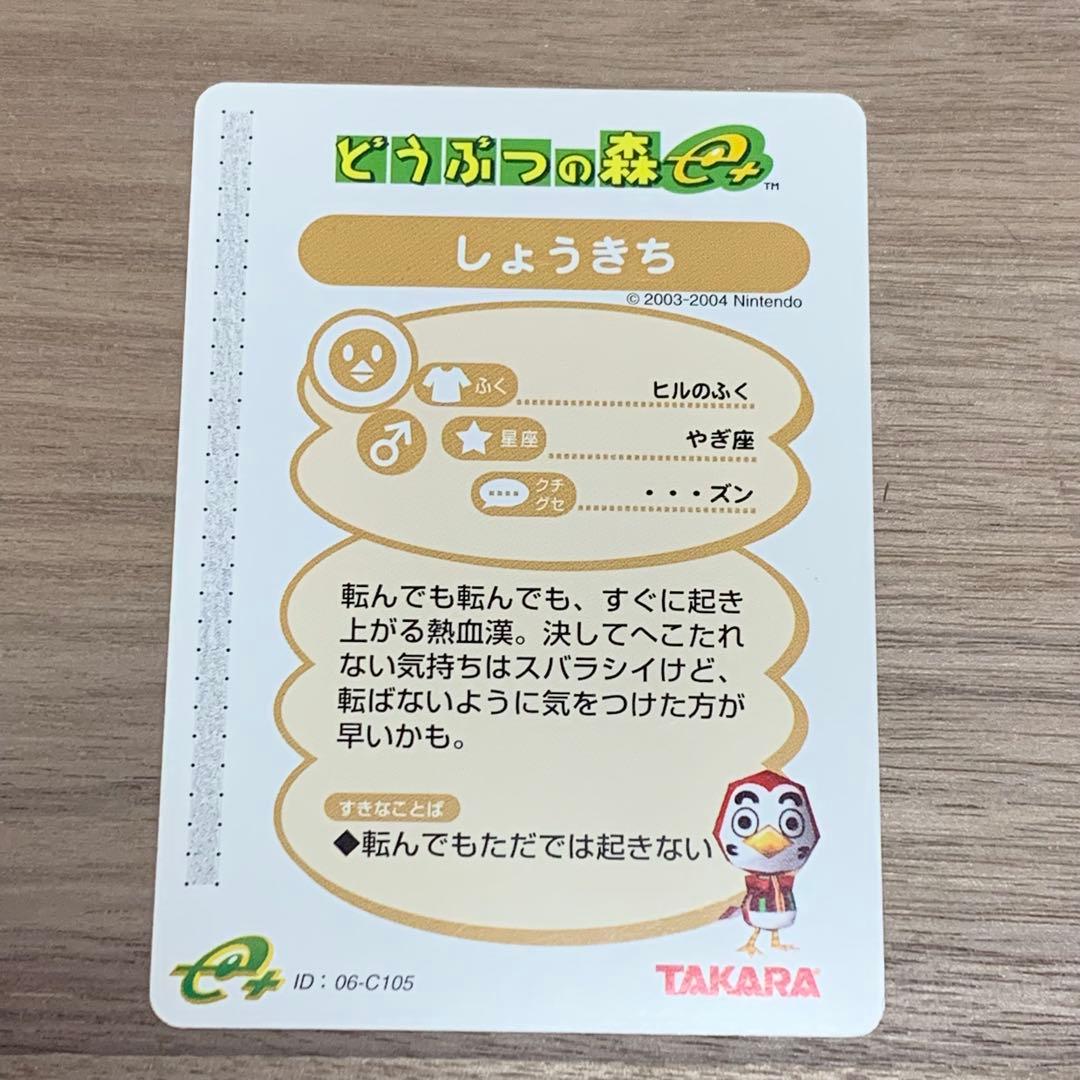 どうぶつの森e+™
しょうきち
© 2003-2004 Nintendo
ふく ヒルのふく
星座 やぎ座
クチグセ ・・・ズン
転んでも転んでも、すぐに起き
上がる熱血漢。決してへこたれ
ない気持ちはスバラシイけど、
転ばないように気をつけた方が
早いかも。
すきなことば
◆転んでもただでは起きない
e+ ID：06-C105
TAKARA